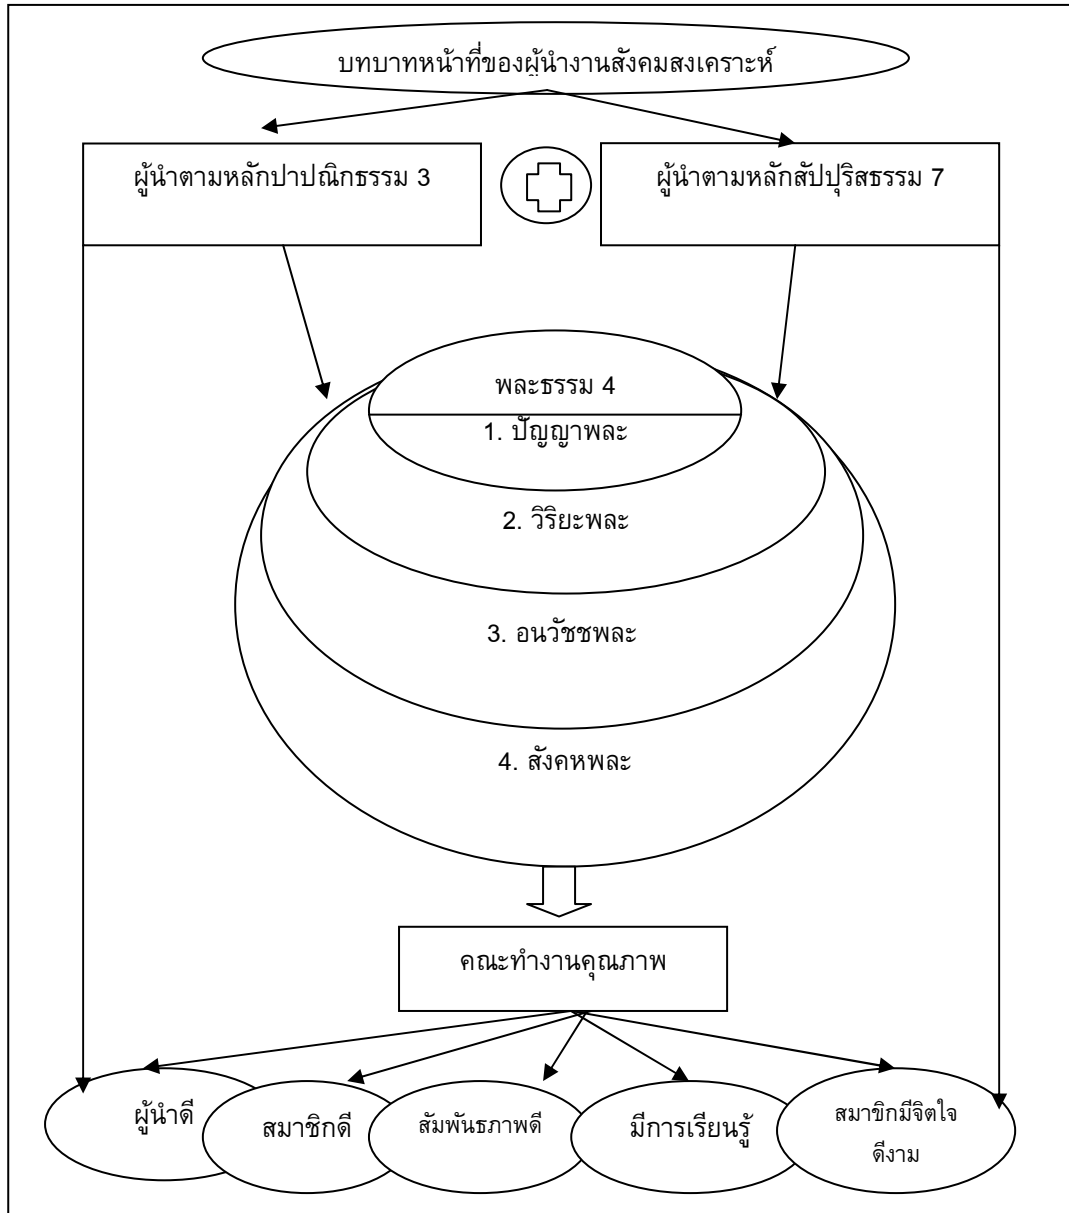 บทบาทหน้าที่ของผู้นำงานสังคมสงเคราะห์
ผู้นำตามหลักปาปณิกธรรม 3
ผู้นำตามหลักสัปปุริสธรรม 7
พละธรรม 4
1. ปัญญาพละ
2. วิริยะพละ
3. อนวัชชพละ
4. สังคหพละ
คณะทำงานคุณภาพ
ผู้นำดี
สมาชิกดี
สัมพันธภาพดี
มีการเรียนรู้
สมาขิกมีจิตใจ
ดีงาม